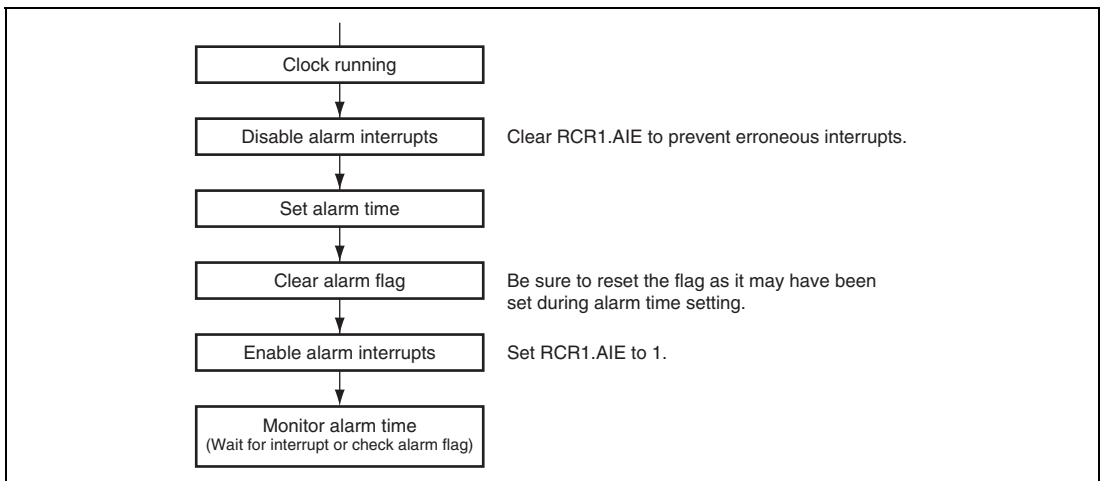 Clock running
Disable alarm interrupts
Clear RCR1.AIE to prevent erroneous interrupts.
Set alarm time
Clear alarm flag
Be sure to reset the flag as it may have been
set during alarm time setting.
Enable alarm interrupts
Set RCR1.AIE to 1.
Monitor alarm time
(Wait for interrupt or check alarm flag)